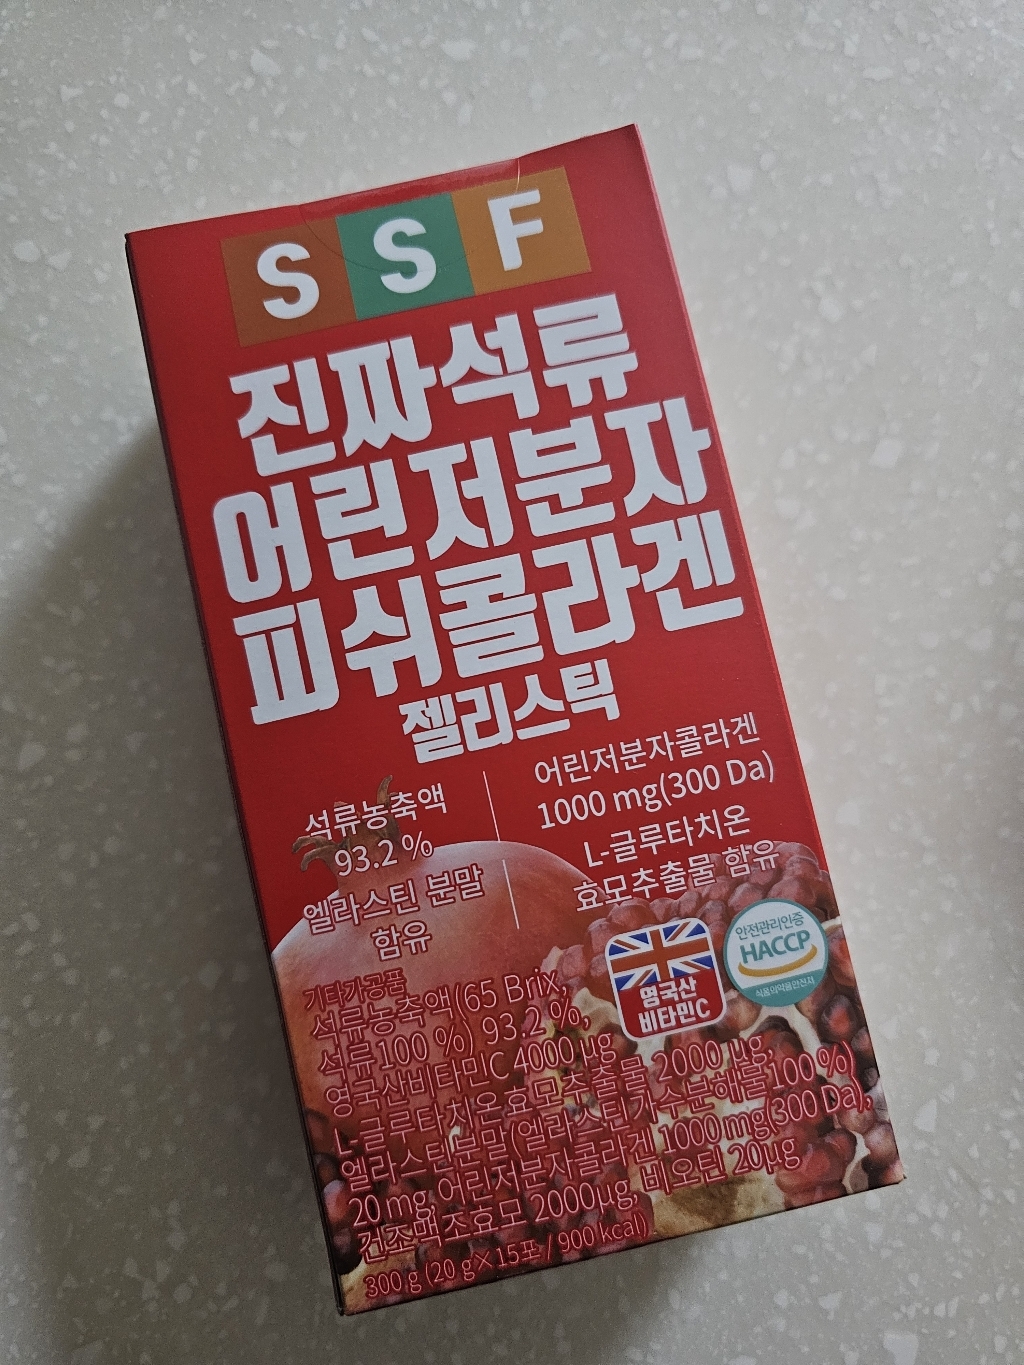 SSF
진짜석류
어린저분자
피쉬콜라겐
젤리스틱
석류농축액
93.2 %
엘라스틴 분말
함유
어린저분자콜라겐
1000 mg(300 Da)
L-글루타치온
효모추출물 함유
영국산
비타민C
안전관리인증
HACCP
식품의약품안전처
기타가공품
석류농축액(65 Brix,
석류100 %) 93.2 %,
영국산비타민C 4000 μg
L-글루타치온효모추출물 2000 μg,
엘라스틴분말(엘라스틴가수분해물100 %)
20 mg, 어린저분자콜라겐 1000 mg(300 Da),
건조맥주효모 2000μg, 비오틴 20μg
300 g (20 g×15포 / 900 kcal)